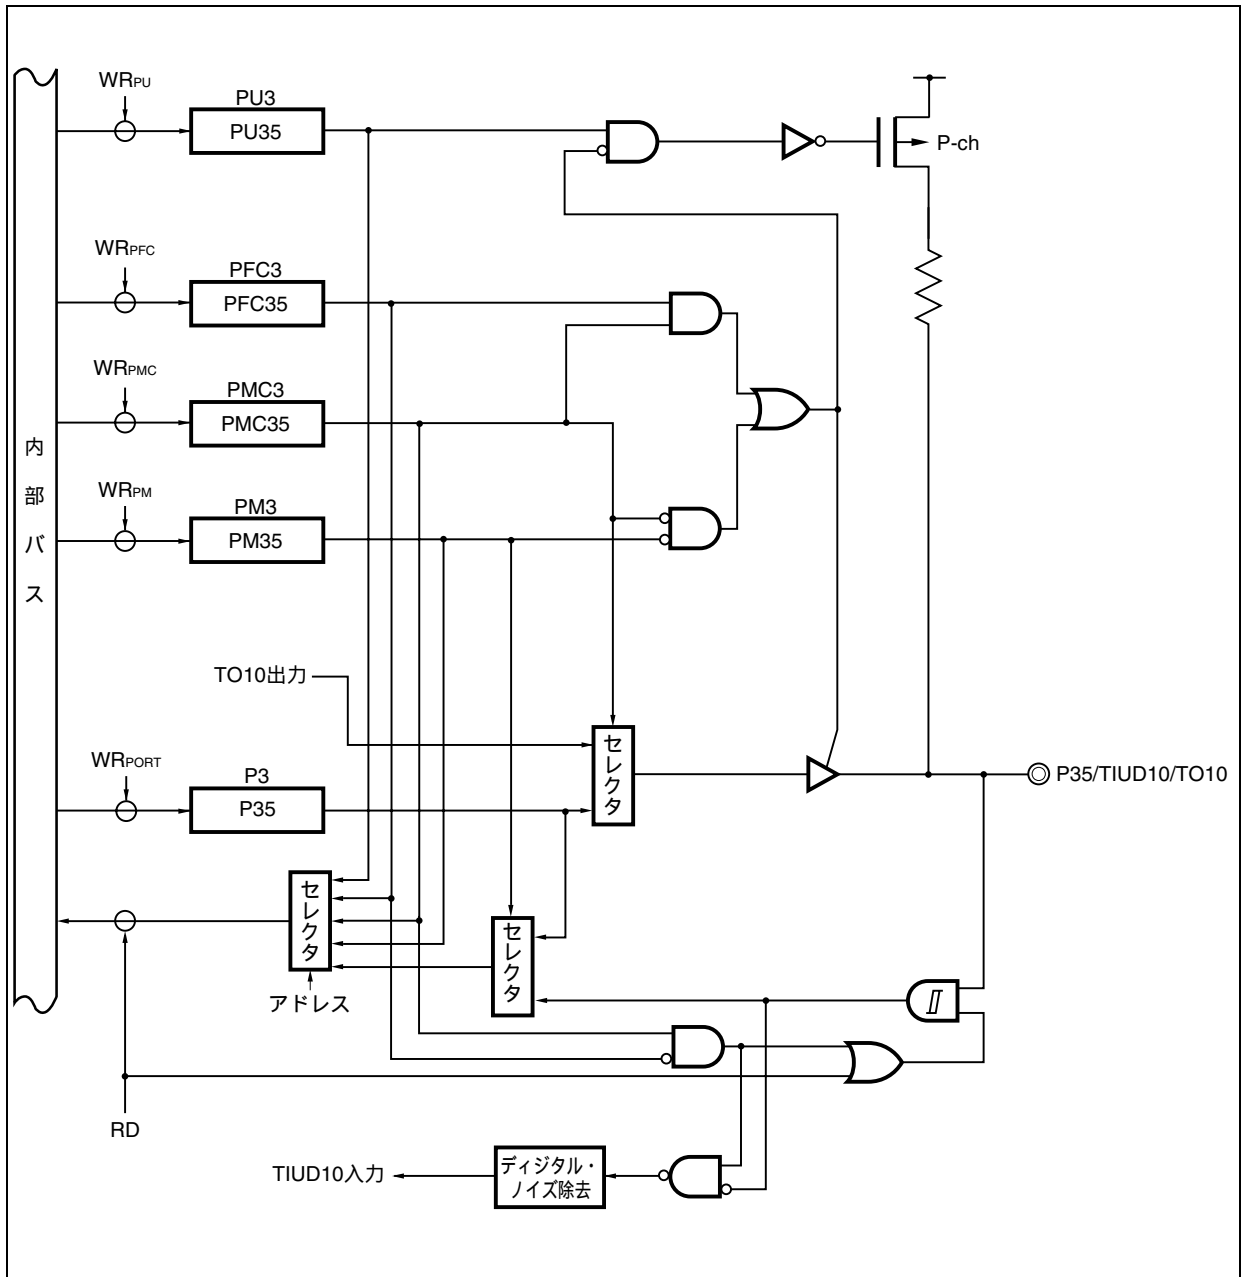 WRPU
PU3
PU35
P-ch
WRPFC
PFC3
PFC35
WRPMC
PMC3
PMC35
内部バス
WRPM
PM3
PM35
TO10出力
セレクタ
WRPORT
P3
P35
P35/TIUD10/TO10
セレクタ
セレクタ
アドレス
RD
TIUD10入力
ディジタル・
ノイズ除去